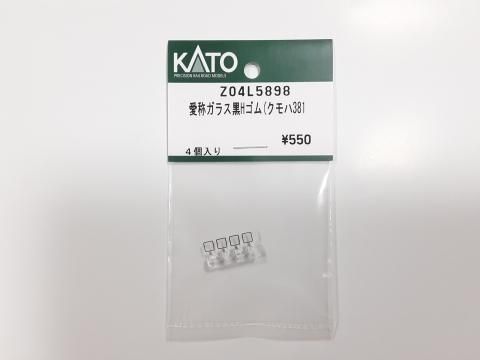 KATO
PRECISION RAILROAD MODELS
Z04L5898
愛称ガラス黒Hゴム(クモハ381
¥550
4個入り